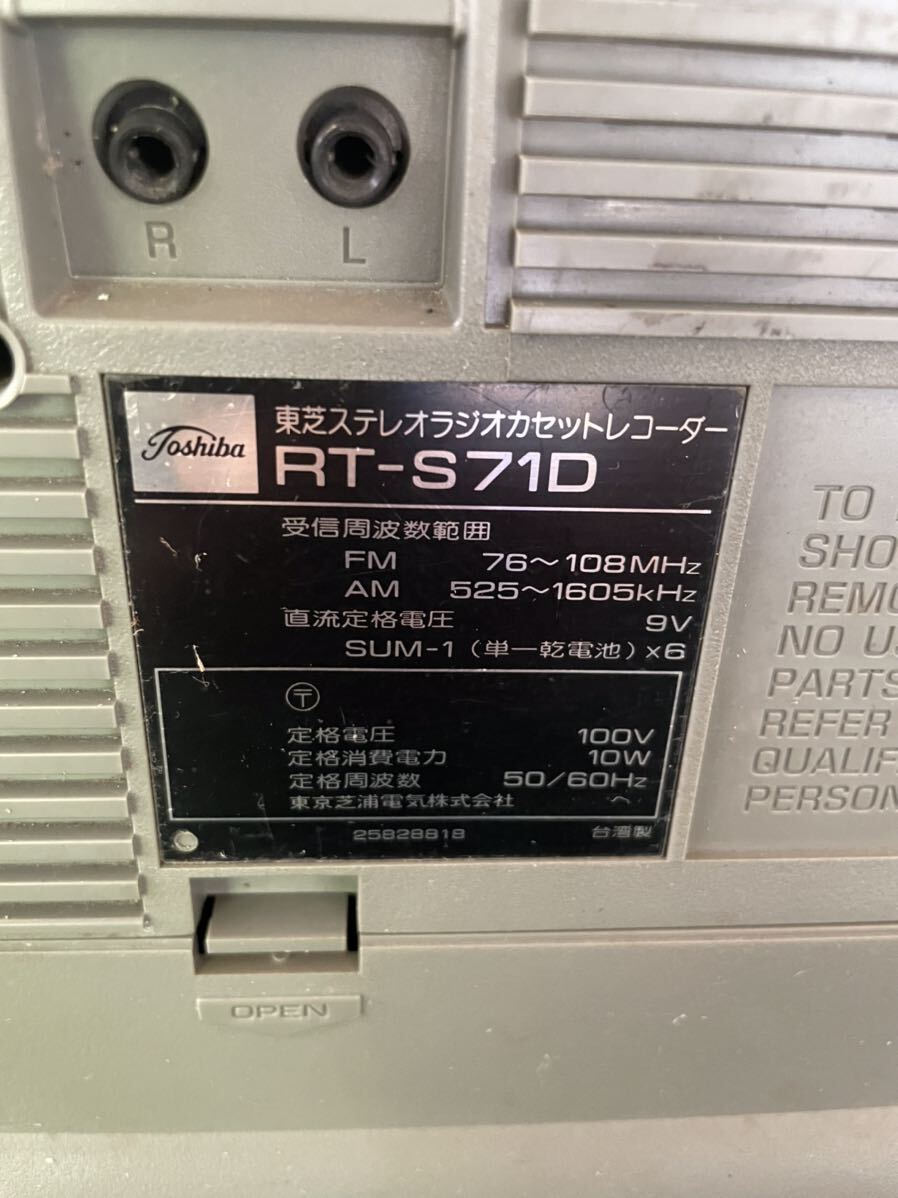 R L
Toshiba
東芝ステレオラジオカセットレコーダー
RT-S71D
受信周波数範囲
FM 76～108MHz
AM 525～1605kHz
直流定格電圧 9V
SUM-1（単一乾電池）×6
〒
定格電圧 100V
定格消費電力 10W
定格周波数 50/60Hz
東京芝浦電気株式会社 へ
25828818 台湾製
TO
SHO
REMO
NO US
PARTS
REFER
QUALIF
PERSON
OPEN